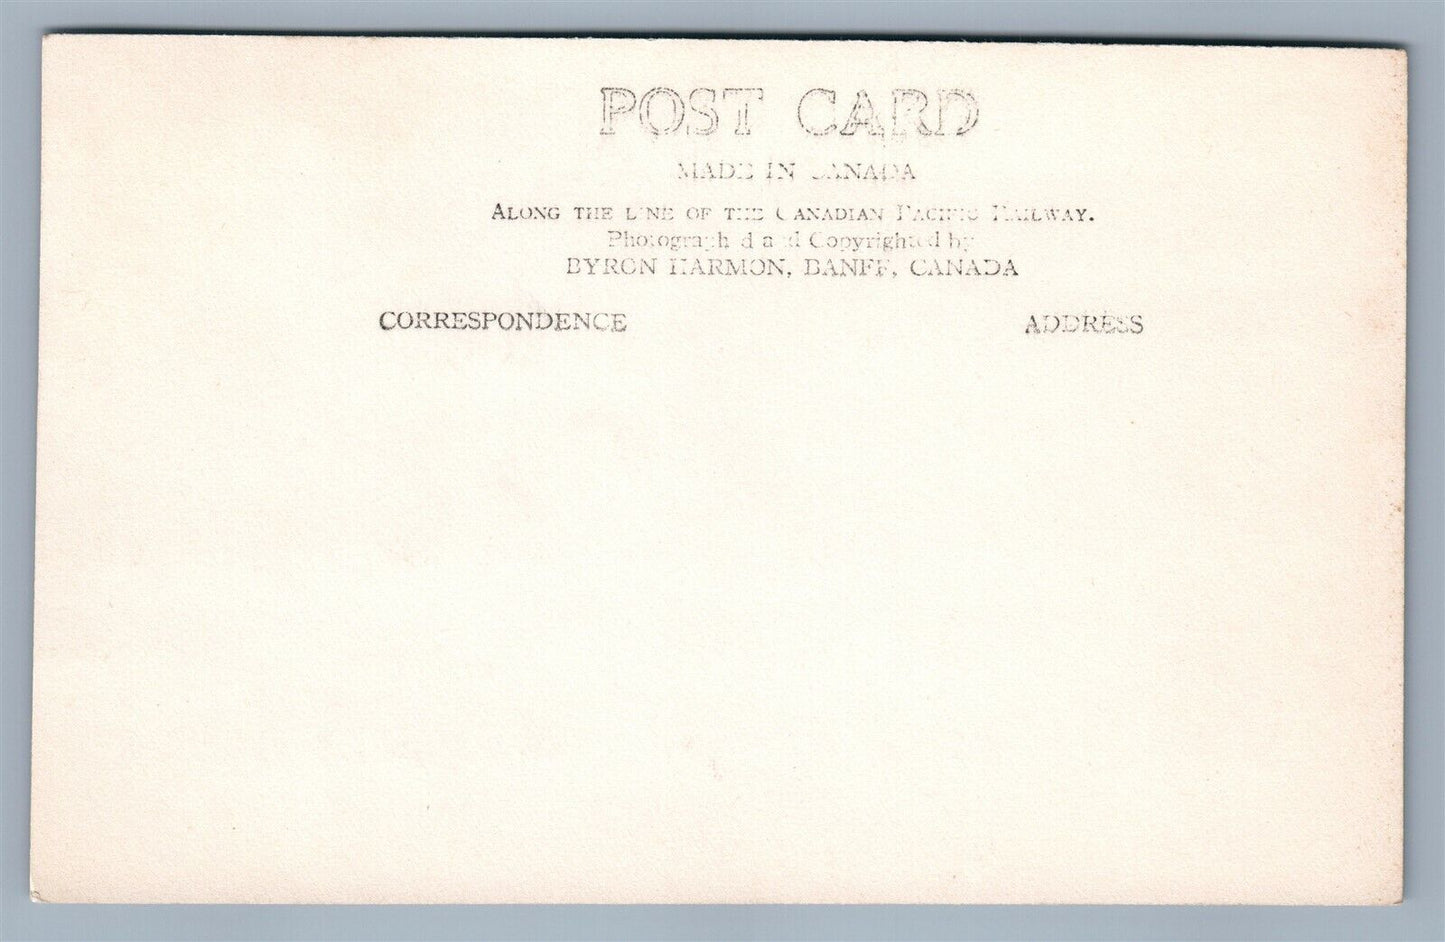 POST CARD
MADE IN CANADA
ALONG THE LINE OF THE CANADIAN PACIFIC RAILWAY.
Photographed and Copyrighted by
BYRON HARMON, BANFF, CANADA
CORRESPONDENCE
ADDRESS